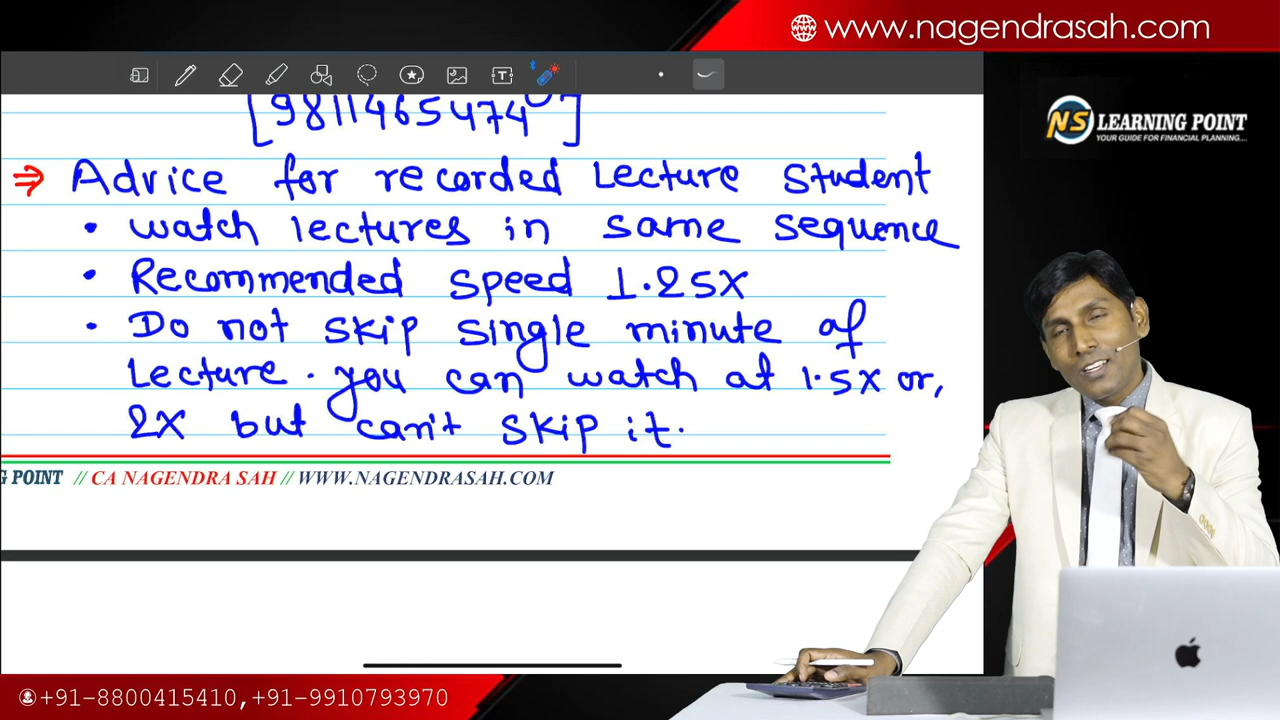 www.nagendrasah.com
[9811465474]
NS LEARNING POINT
YOUR GUIDE FOR FINANCIAL PLANNING....
⇒ Advice for recorded Lecture student
• watch lectures in same sequence
• Recommended speed 1.25X
• Do not skip single minute of
Lecture. you can watch at 1.5X or,
2X but can't skip it.
G POINT // CA NAGENDRA SAH // WWW.NAGENDRASAH.COM
+91-8800415410,+91-9910793970